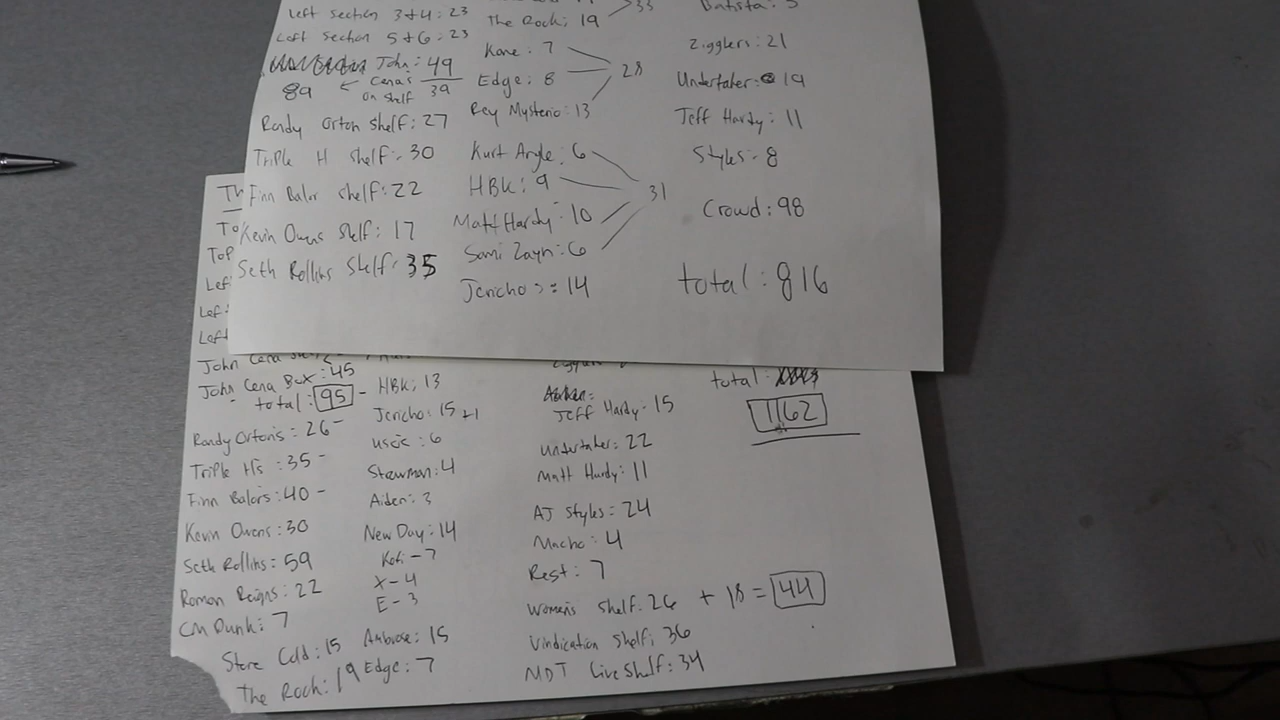 Left section 3+4: 23
Left section 5+6: 23
John: 49
89 ← Cena's on shelf 39
Randy Orton shelf: 27
Triple H shelf: 30
Finn Balor shelf: 22
Kevin Owens shelf: 17
Seth Rollins shelf: 35
The Rock: 19
Kane: 7
Edge: 8
28
Rey Mysterio: 13
Kurt Angle: 6
HBK: 9
31
Matt Hardy: 10
Sami Zayn: 6
Jericho: 14
Batista: 5
Zigglers: 21
Undertaker: 19
Jeff Hardy: 11
Styles: 8
Crowd: 98
total: 816
Top
Left
Left
Left
John Cena
John Cena Box: 45
- total: 95 -
Randy Ortons: 26 -
Triple H's: 35 -
Finn Balors: 40 -
Kevin Owens: 30
Seth Rollins: 59
Roman Reigns: 22
CM Punk: 7
Stone Cold: 15
The Rock: 19
HBK: 13
Jericho: 15 +1
Usos: 6
Strowman: 4
Aiden: 3
New Day: 14
Kofi - 7
X - 4
E - 3
Ambrose: 15
Edge: 7
Jeff Hardy: 15
Undertaker: 22
Matt Hardy: 11
AJ Styles: 24
Macho: 4
Rest: 7
Womens shelf: 26 + 18 = 44
Vindication shelf: 36
MDT Live Shelf: 34
total:
1162